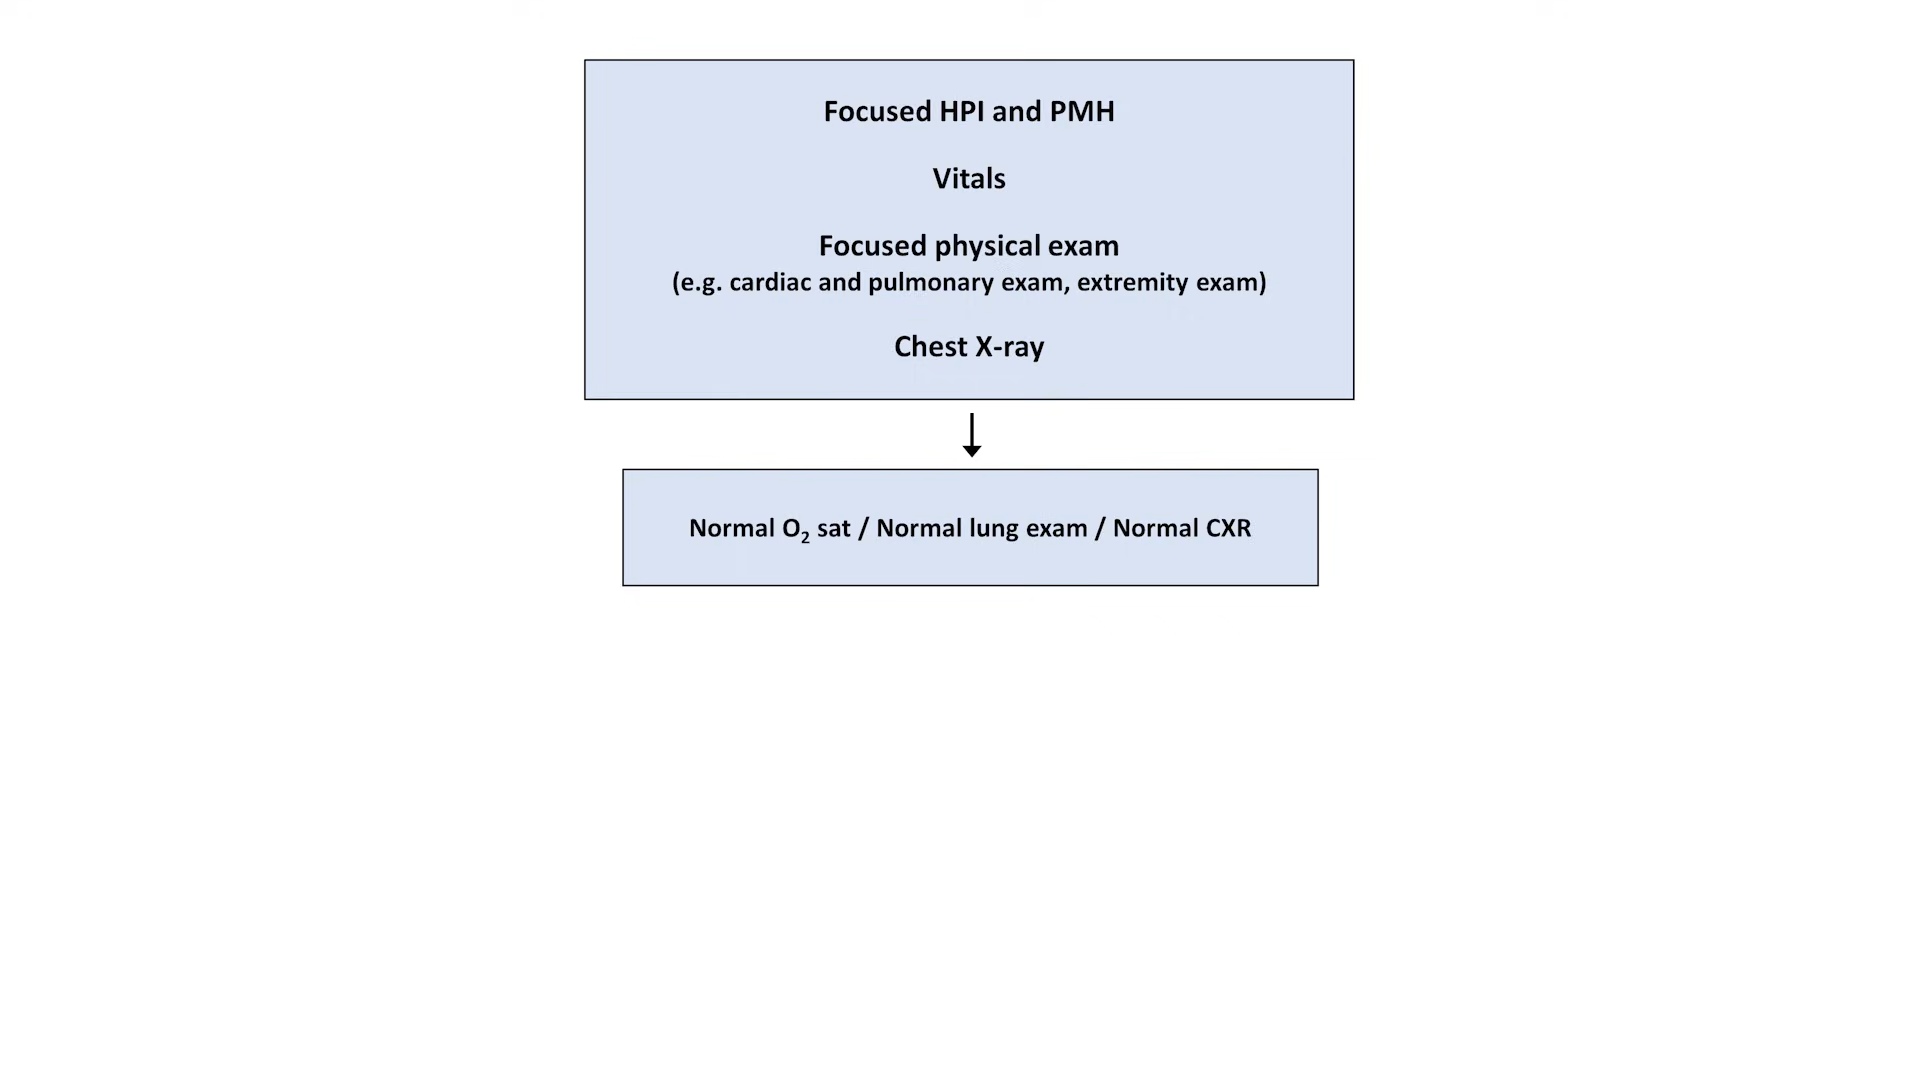 Focused HPI and PMH
Vitals
Focused physical exam
(e.g. cardiac and pulmonary exam, extremity exam)
Chest X-ray
Normal O₂ sat / Normal lung exam / Normal CXR